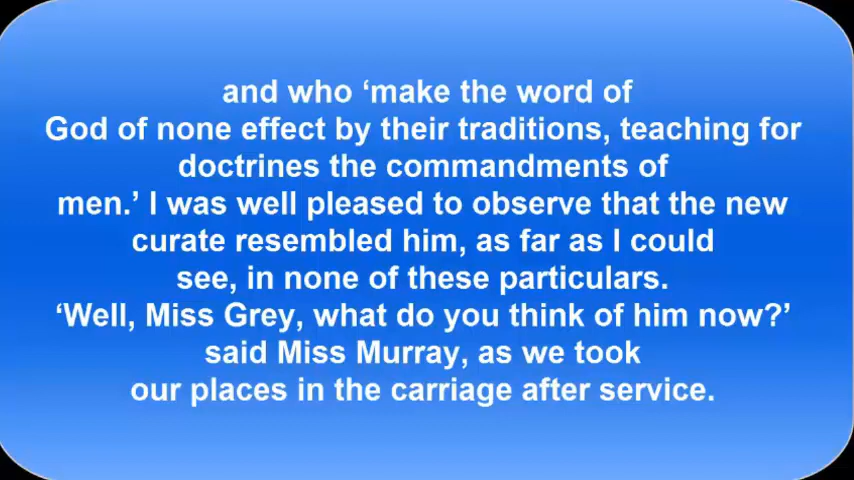 and who ‘make the word of
God of none effect by their traditions, teaching for
doctrines the commandments of
men.’ I was well pleased to observe that the new
curate resembled him, as far as I could
see, in none of these particulars.
‘Well, Miss Grey, what do you think of him now?’
said Miss Murray, as we took
our places in the carriage after service.